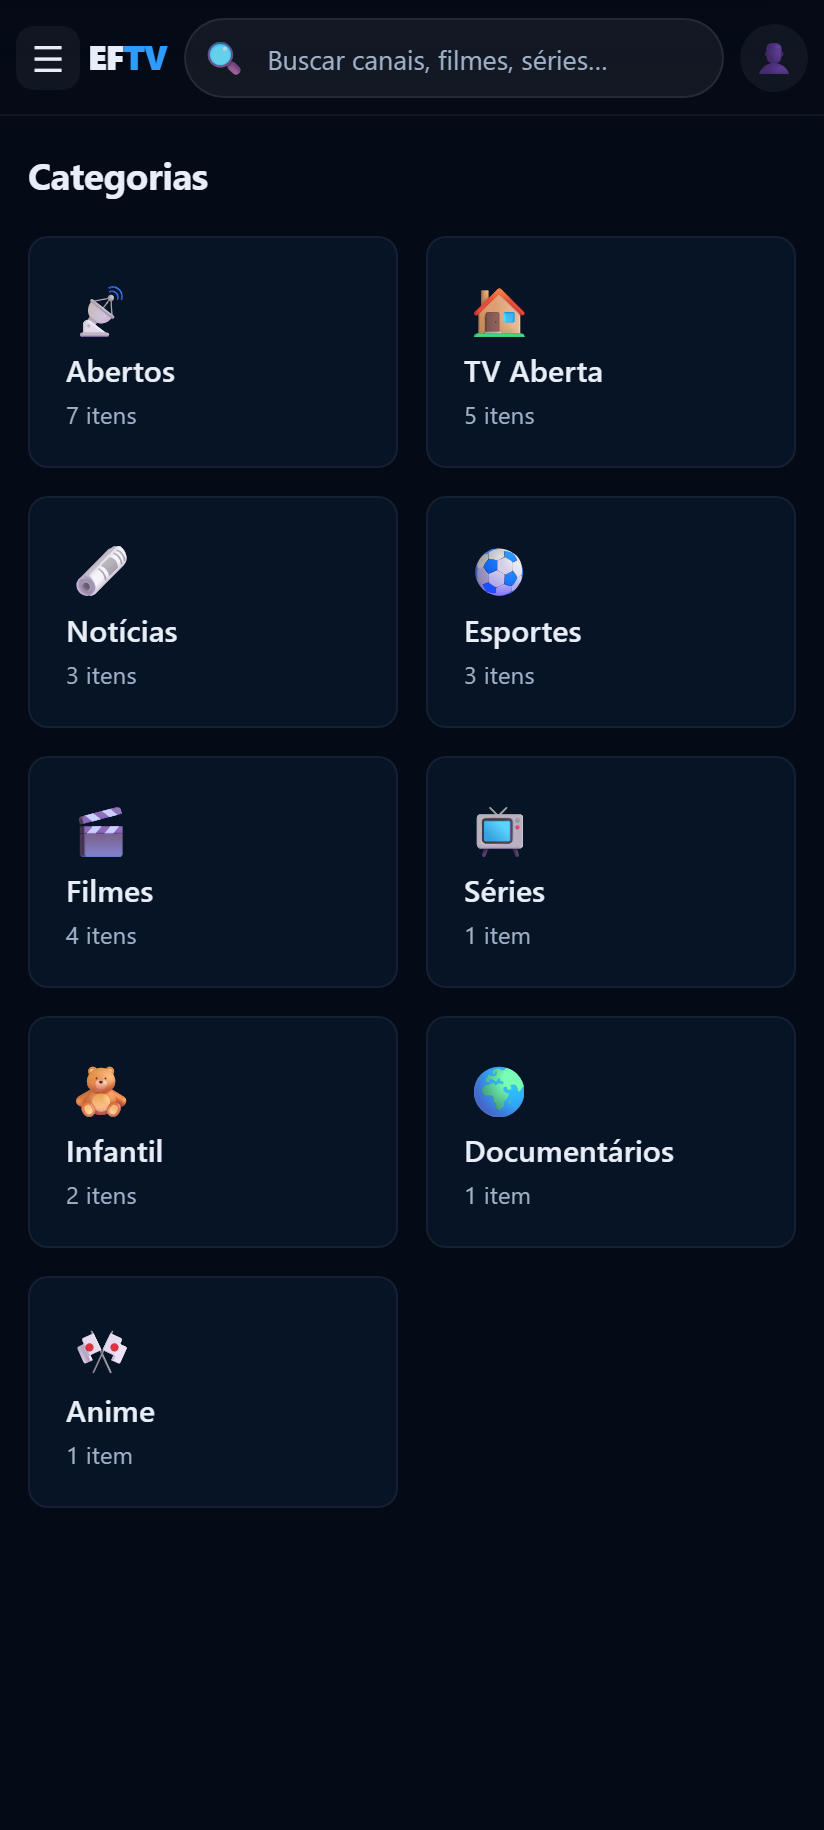 EFTV
Buscar canais, filmes, séries...
Categorias
Abertos
7 itens
TV Aberta
5 itens
Notícias
3 itens
Esportes
3 itens
Filmes
4 itens
Séries
1 item
Infantil
2 itens
Documentários
1 item
Anime
1 item